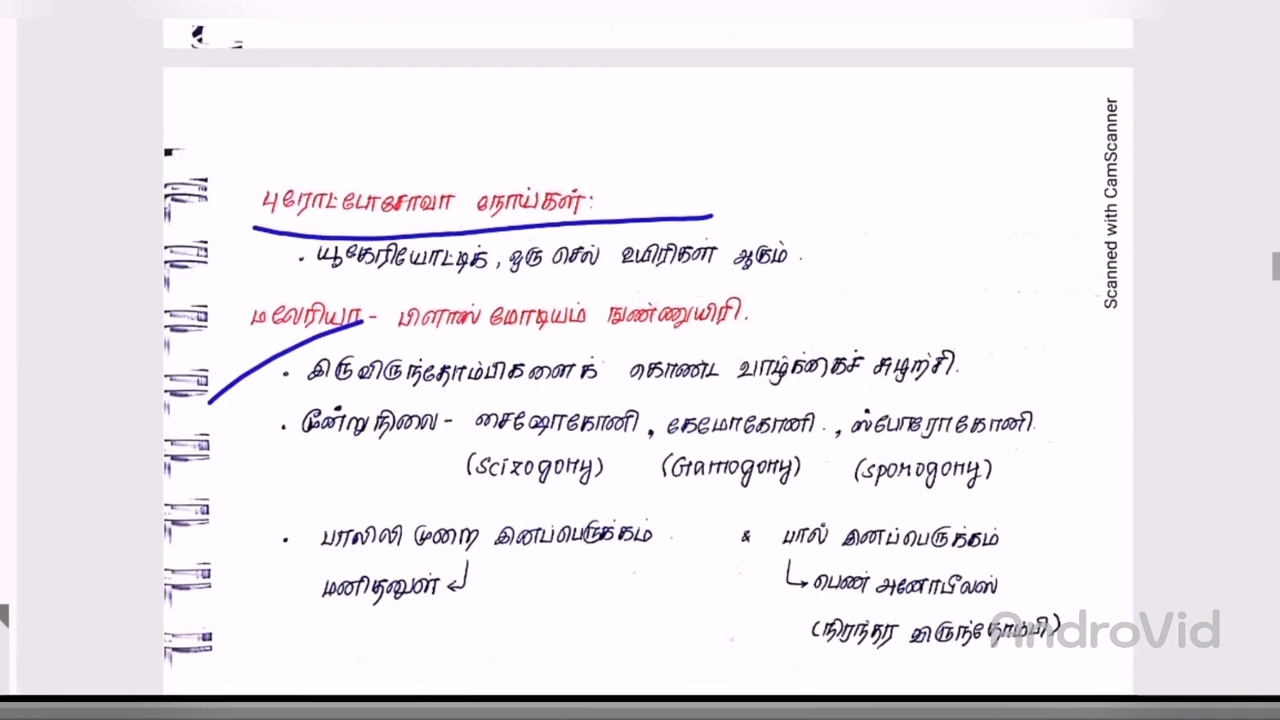 புரோட்டோசோவா நோய்கள்:
. யூகேரியோட்டிக், ஒரு செல் உயிரிகள் ஆகும்.
மலேரியா - பிளாஸ்மோடியம் நுண்ணுயிரி.
. இருவிருந்தோம்பிகளைக் கொண்ட வாழ்க்கைச் சுழற்சி.
. மூன்று நிலை - சைஷோகோனி, கேமோகோனி, ஸ்போரோகோனி.
(Scizogony) (Gamogony) (sporogony)
. பாலிலி முறை இனப்பெருக்கம் & பால் இனப்பெருக்கம்
மனிதனுள் பெண் அனோபீலஸ்
(நிரந்தர விருந்தோம்பி)
Scanned with CamScanner
AndroVid